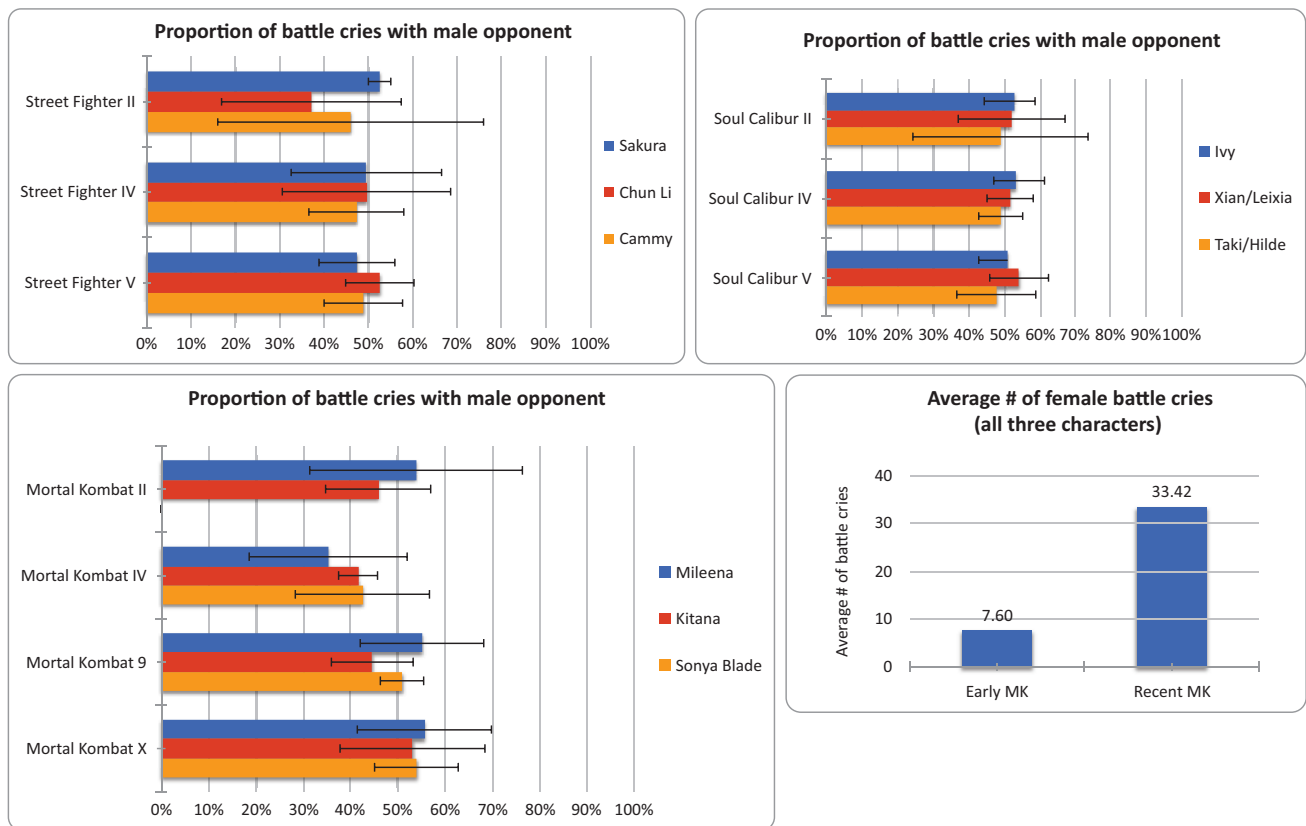 Proportion of battle cries with male opponent
Street Fighter II
Street Fighter IV
Street Fighter V
0% 10% 20% 30% 40% 50% 60% 70% 80% 90% 100%
Sakura
Chun Li
Cammy
Proportion of battle cries with male opponent
Soul Calibur II
Soul Calibur IV
Soul Calibur V
0% 10% 20% 30% 40% 50% 60% 70% 80% 90% 100%
Ivy
Xian/Leixia
Taki/Hilde
Proportion of battle cries with male opponent
Mortal Kombat II
Mortal Kombat IV
Mortal Kombat 9
Mortal Kombat X
0% 10% 20% 30% 40% 50% 60% 70% 80% 90% 100%
Mileena
Kitana
Sonya Blade
Average # of female battle cries
(all three characters)
Average # of battle cries
40
30
20
10
0
7.60
33.42
Early MK
Recent MK